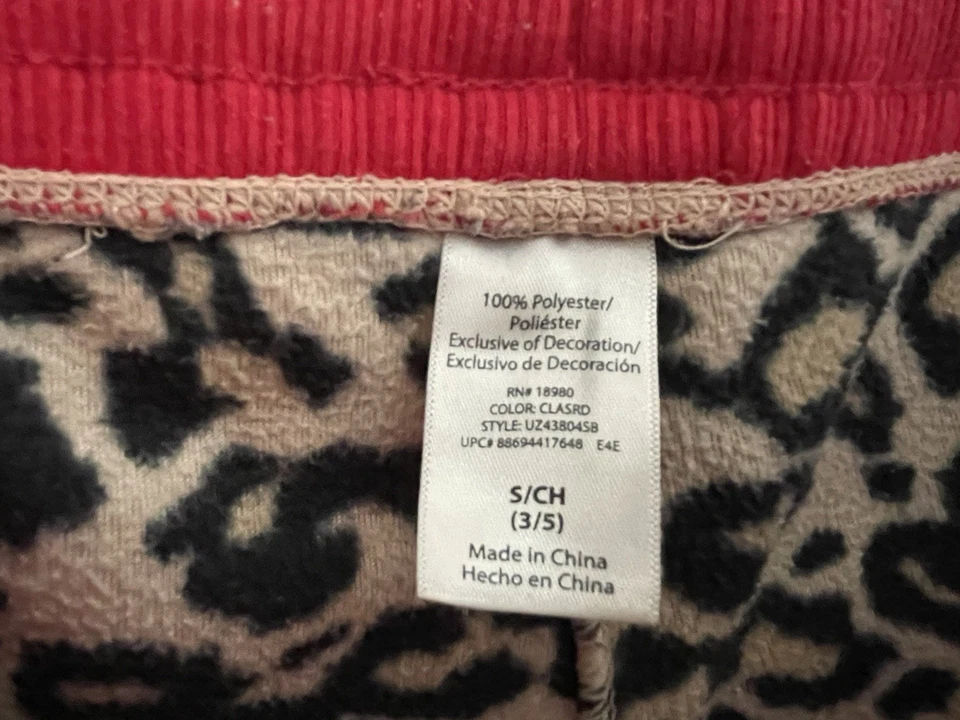 100% Polyester/
Poliéster
Exclusive of Decoration/
Exclusivo de Decoración
RN# 18980
COLOR: CLASRD
STYLE: UZ43804SB
UPC# 88694417648 E4E
S/CH
(3/5)
Made in China
Hecho en China